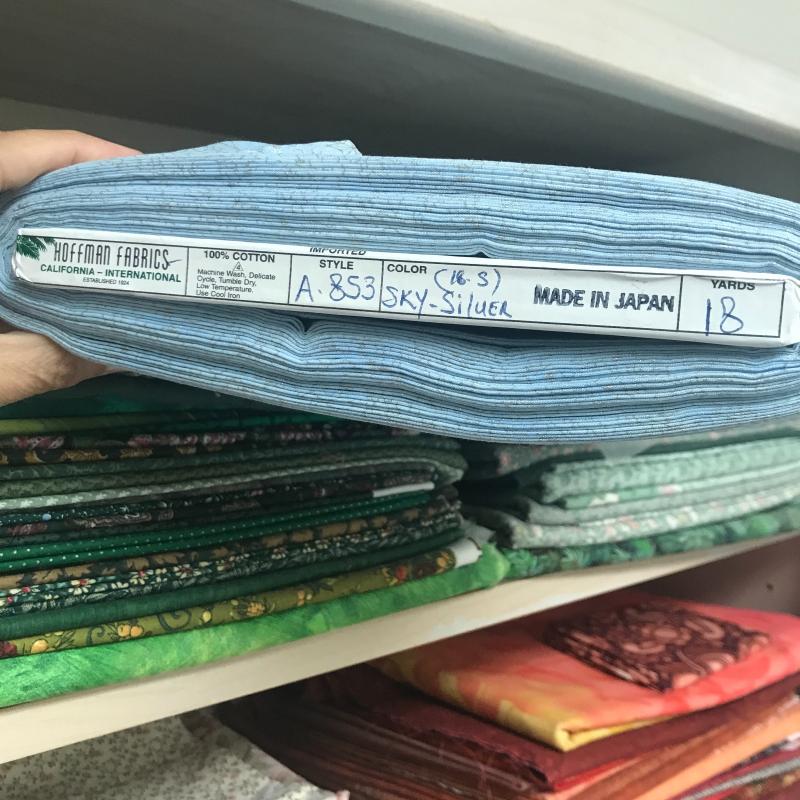 HOFFMAN FABRICS
CALIFORNIA – INTERNATIONAL
ESTABLISHED 1924
100% COTTON
Machine Wash, Delicate
Cycle, Tumble Dry,
Low Temperature,
Use Cool Iron
IMPORTED
STYLE
A.853
COLOR (18.S)
SKY-SILVER
MADE IN JAPAN
YARDS
18